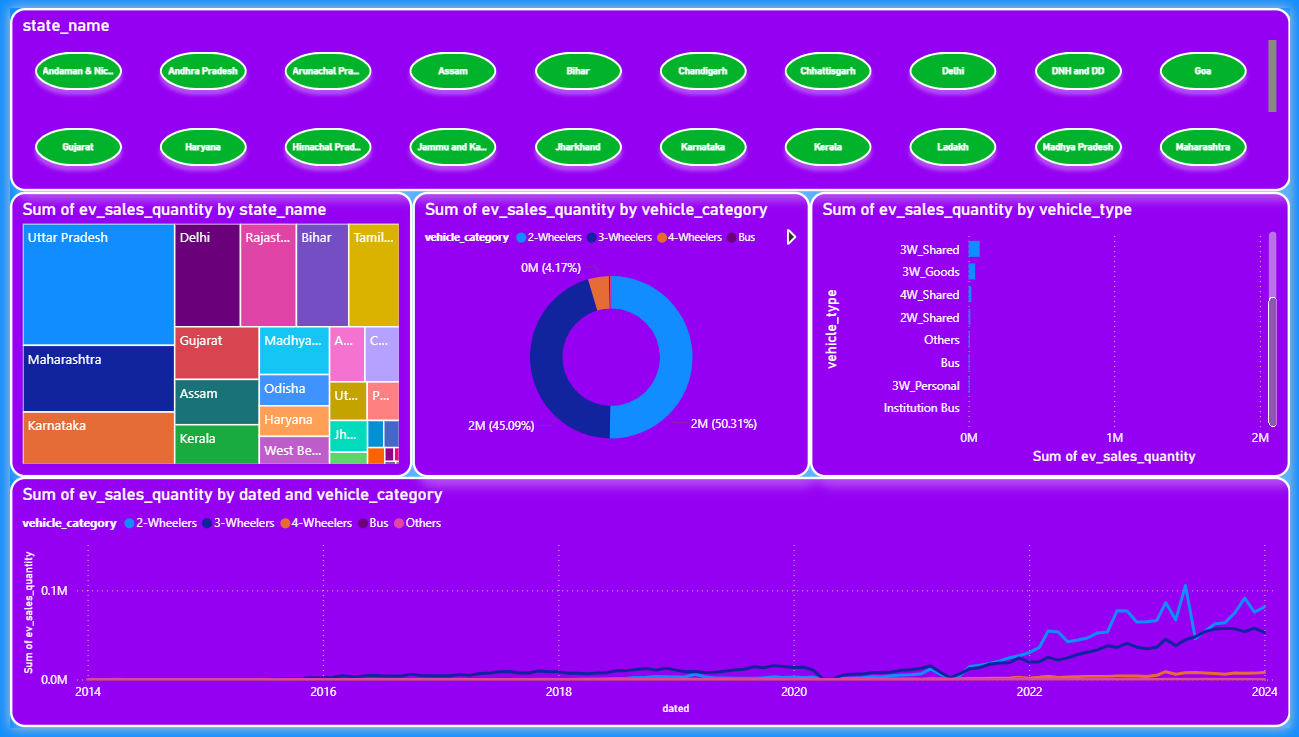 state_name
Andaman & Nic...
Andhra Pradesh
Arunachal Pra...
Assam
Bihar
Chandigarh
Chhattisgarh
Delhi
DNH and DD
Goa
Gujarat
Haryana
Himachal Prad...
Jammu and Ka...
Jharkhand
Karnataka
Kerala
Ladakh
Madhya Pradesh
Maharashtra
Sum of ev_sales_quantity by state_name
Uttar Pradesh
Maharashtra
Karnataka
Delhi
Rajast...
Bihar
Tamil...
Gujarat
Assam
Kerala
Madhya...
Odisha
Haryana
West Be...
A...
C...
Ut...
P...
Jh...
Sum of ev_sales_quantity by vehicle_category
vehicle_category 2-Wheelers 3-Wheelers 4-Wheelers Bus
0M (4.17%)
2M (45.09%)
2M (50.31%)
Sum of ev_sales_quantity by vehicle_type
vehicle_type
3W_Shared
3W_Goods
4W_Shared
2W_Shared
Others
Bus
3W_Personal
Institution Bus
0M 1M 2M
Sum of ev_sales_quantity
Sum of ev_sales_quantity by dated and vehicle_category
vehicle_category 2-Wheelers 3-Wheelers 4-Wheelers Bus Others
Sum of ev_sales_quantity
0.1M
0.0M
2014 2016 2018 2020 2022 2024
dated